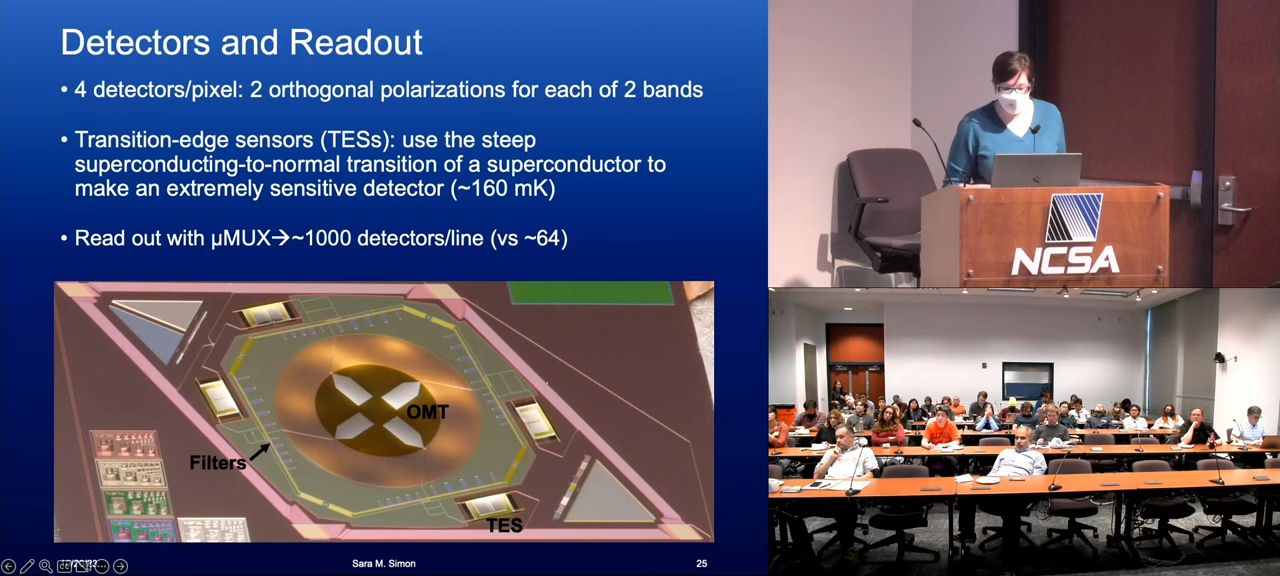 Detectors and Readout
• 4 detectors/pixel: 2 orthogonal polarizations for each of 2 bands
• Transition-edge sensors (TESs): use the steep
superconducting-to-normal transition of a superconductor to
make an extremely sensitive detector (~160 mK)
• Read out with µMUX→~1000 detectors/line (vs ~64)
OMT
Filters
TES
Sara M. Simon
25
NCSA